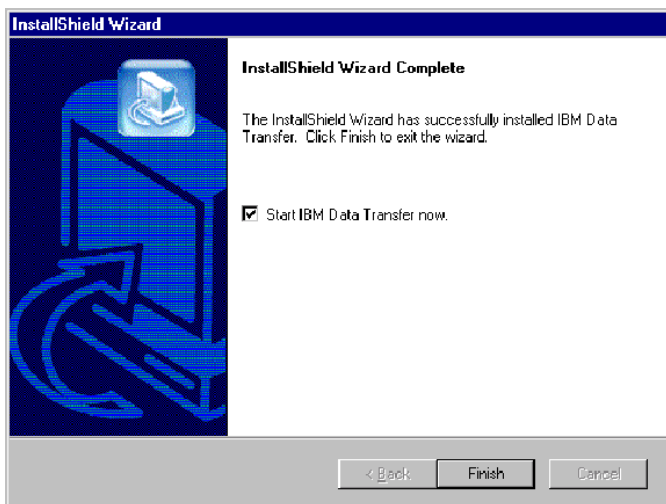 InstallShield Wizard
InstallShield Wizard Complete
The InstallShield Wizard has successfully installed IBM Data
Transfer. Click Finish to exit the wizard.
Start IBM Data Transfer now.
< Back
Finish
Cancel